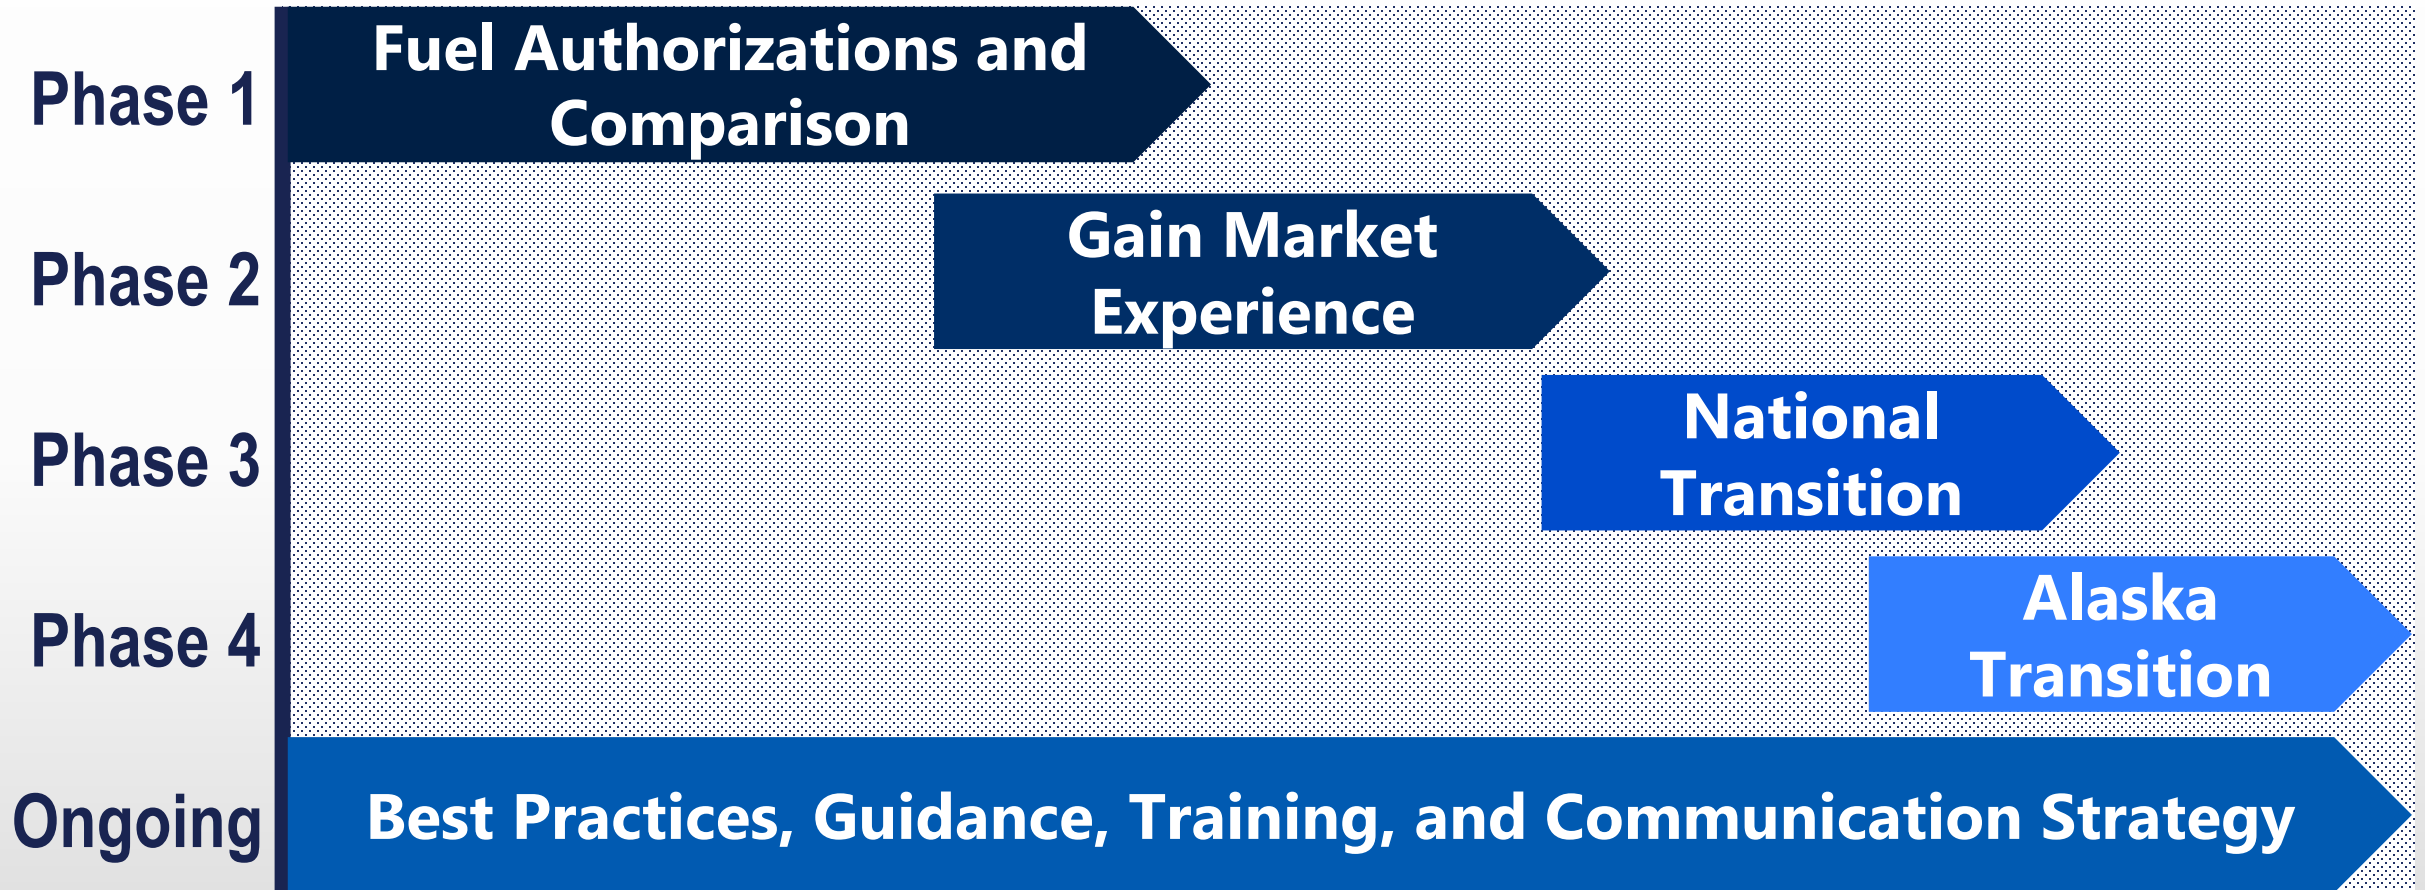 Phase 1
Fuel Authorizations and
Comparison
Phase 2
Gain Market
Experience
Phase 3
National
Transition
Phase 4
Alaska
Transition
Ongoing
Best Practices, Guidance, Training, and Communication Strategy